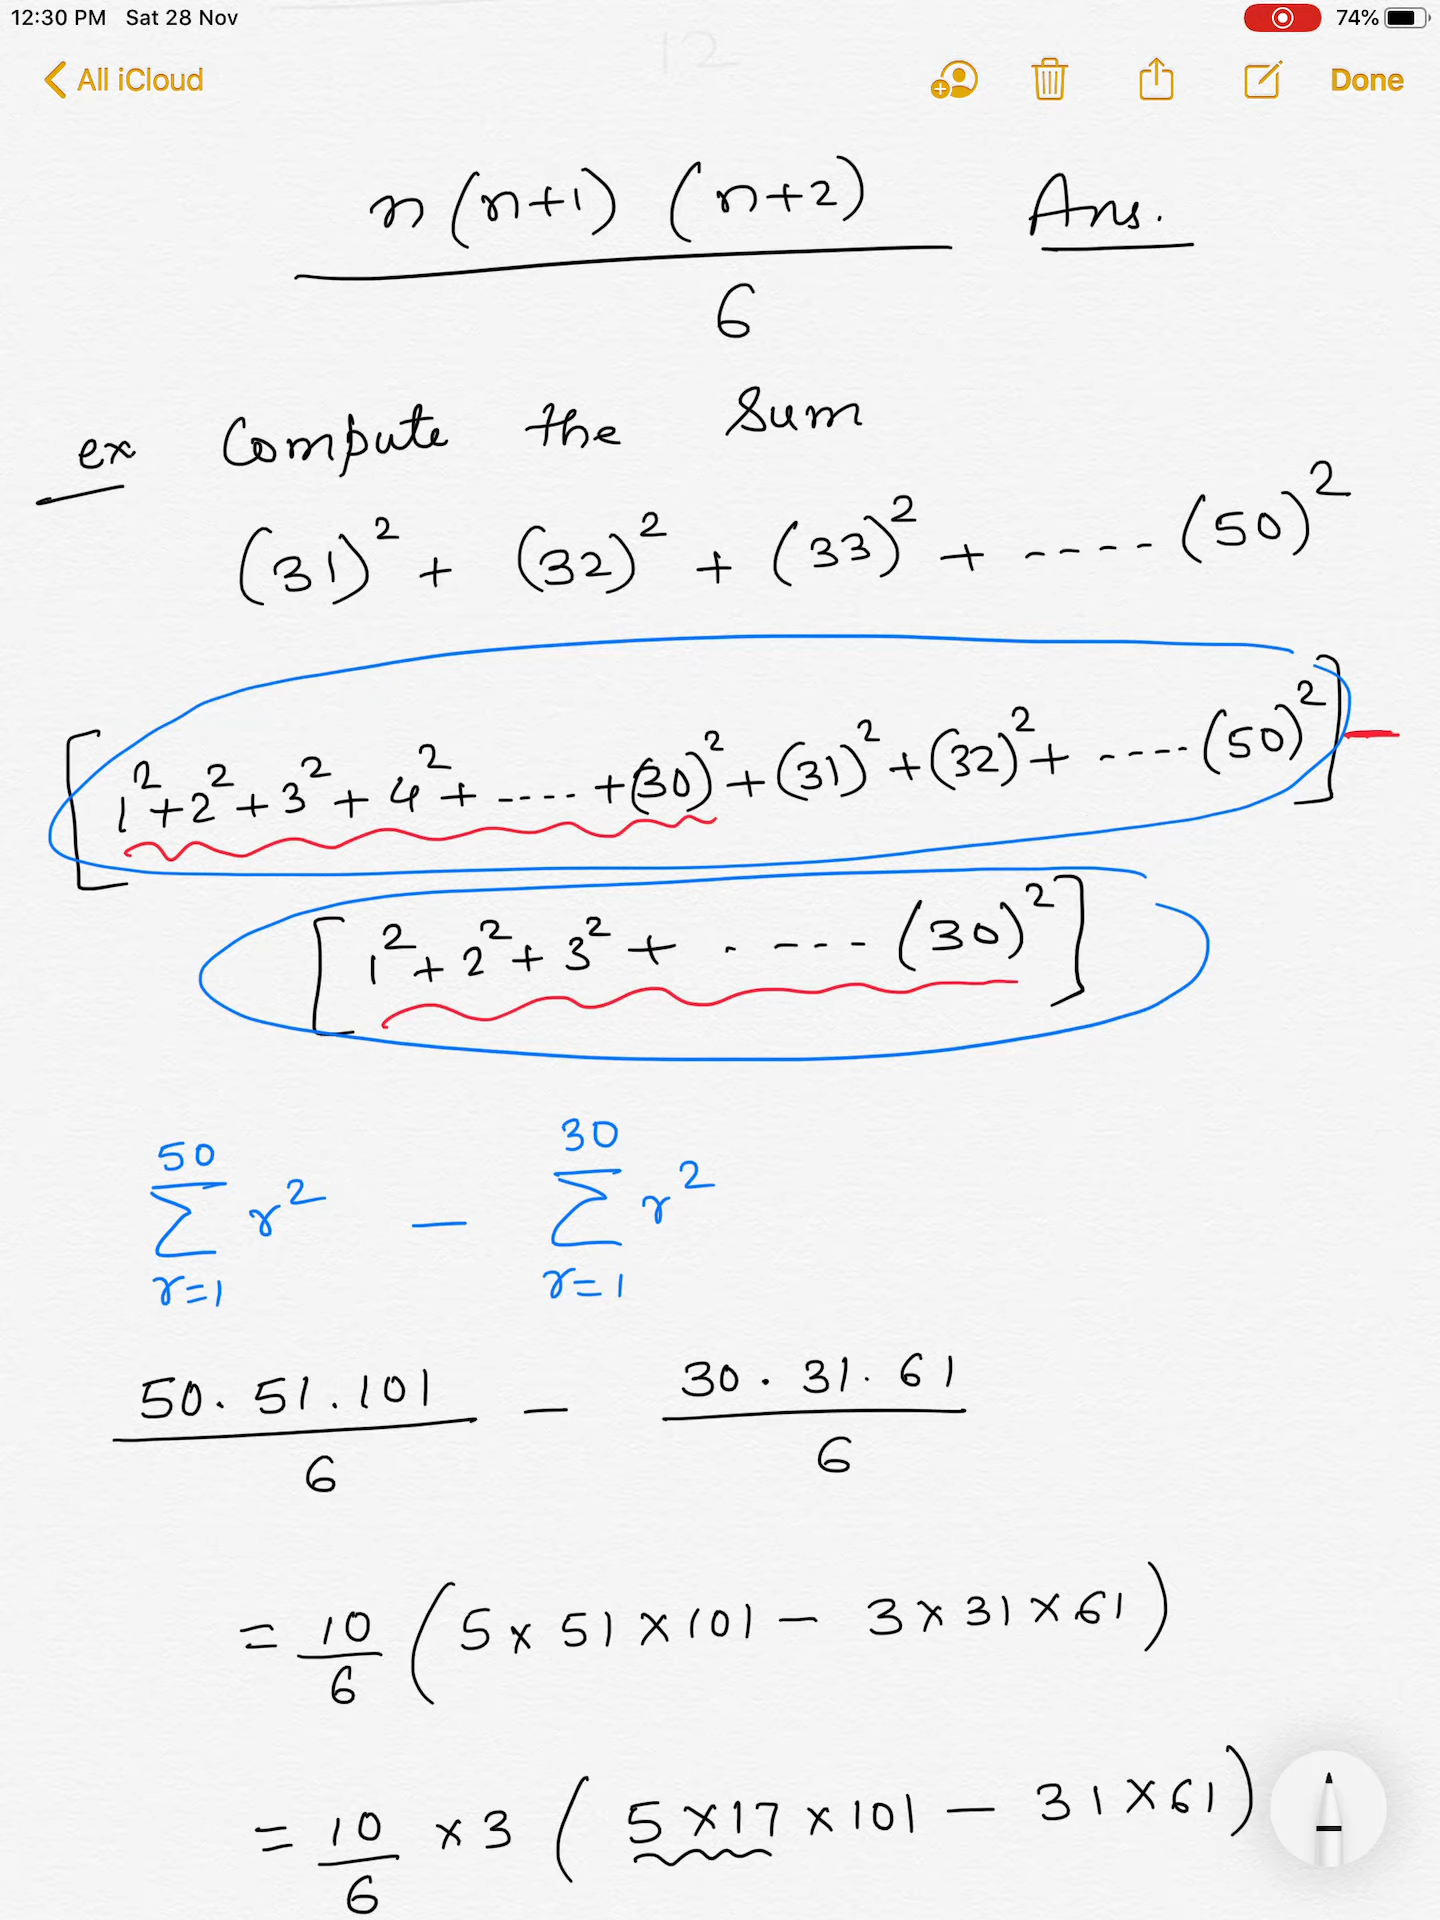 12:30 PM Sat 28 Nov 74%
12
All iCloud Done
n(n+1) (n+2) Ans.
6
ex Compute the Sum
(31)² + (32)² + (33)² + ---- (50)²
[1²+2²+3²+4²+ ---- +(30)²+(31)²+(32)²+ ---- (50)²] −
[1²+2²+3²+ . --- (30)²]
50 30
∑ r² − ∑ r²
r=1 r=1
50. 51. 101 − 30. 31. 61
6 6
= 10 (5 x 51 x 101 − 3 x 31 x 61)
6
= 10 x 3 ( 5 x 17 x 101 − 31 x 61)
6